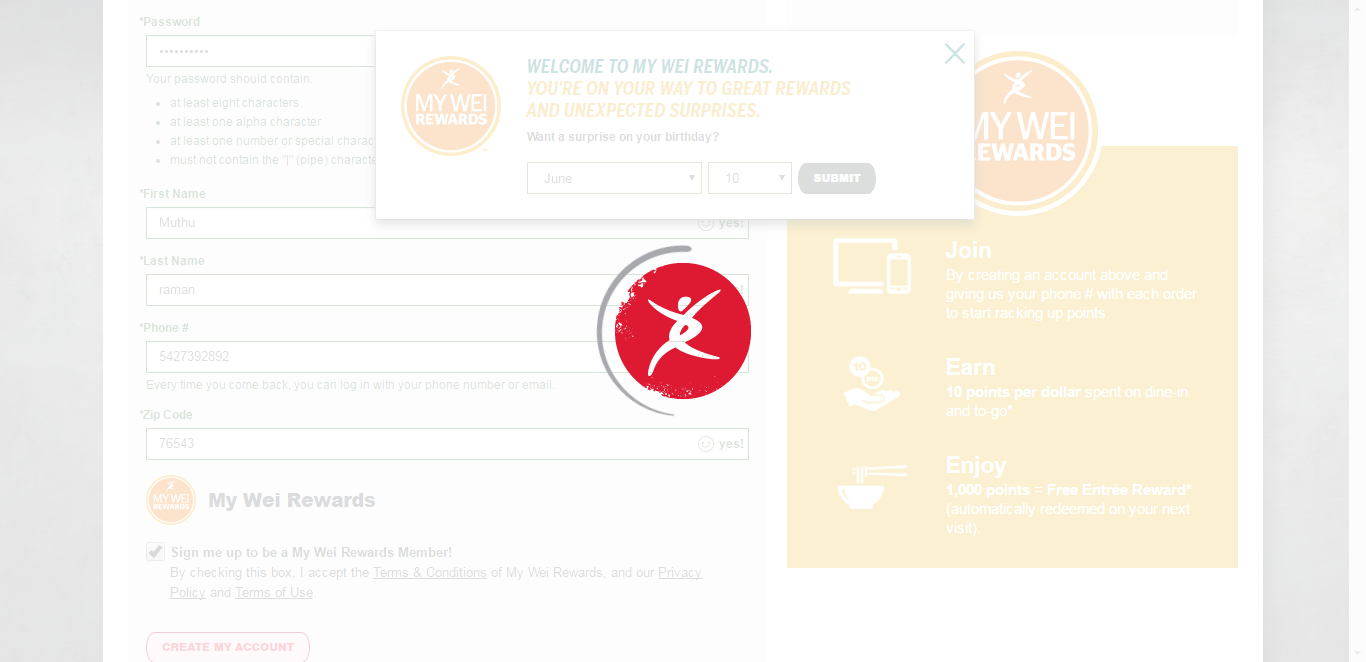 *Password
••••••••••
Your password should contain:
• at least eight characters
• at least one alpha character
• at least one number or special charac
• must not contain the "|" (pipe) characte
*First Name
Muthu
yes!
*Last Name
raman
*Phone #
5427392892
Every time you come back, you can log in with your phone number or email.
*Zip Code
76543
yes!
MY WEI
REWARDS
My Wei Rewards
Sign me up to be a My Wei Rewards Member!
By checking this box, I accept the Terms & Conditions of My Wei Rewards, and our Privacy
Policy and Terms of Use.
CREATE MY ACCOUNT
MY WEI
REWARDS
WELCOME TO MY WEI REWARDS.
YOU'RE ON YOUR WAY TO GREAT REWARDS
AND UNEXPECTED SURPRISES.
Want a surprise on your birthday?
June
10
SUBMIT
MY WEI
EWARDS
Join
By creating an account above and
giving us your phone # with each order
to start racking up points.
10
Earn
10 points per dollar spent on dine-in
and to-go*
Enjoy
1,000 points = Free Entrée Reward*
(automatically redeemed on your next
visit).